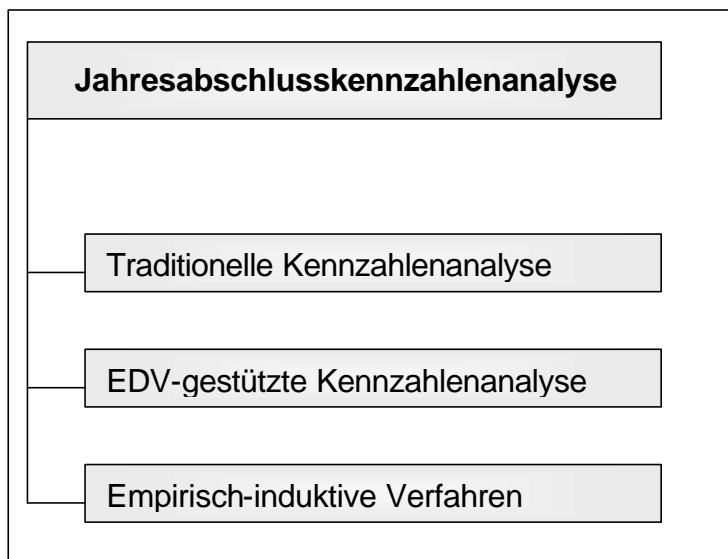 Jahresabschlusskennzahlenanalyse
Traditionelle Kennzahlenanalyse
EDV-gestützte Kennzahlenanalyse
Empirisch-induktive Verfahren